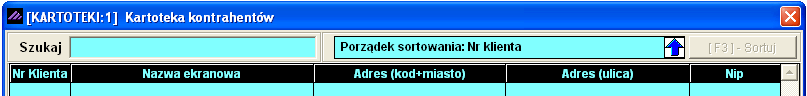 [KARTOTEKI:1] Kartoteka kontrahentów
Szukaj Porządek sortowania: Nr klienta [ F3 ] - Sortuj
Nr Klienta Nazwa ekranowa Adres (kod+miasto) Adres (ulica) Nip